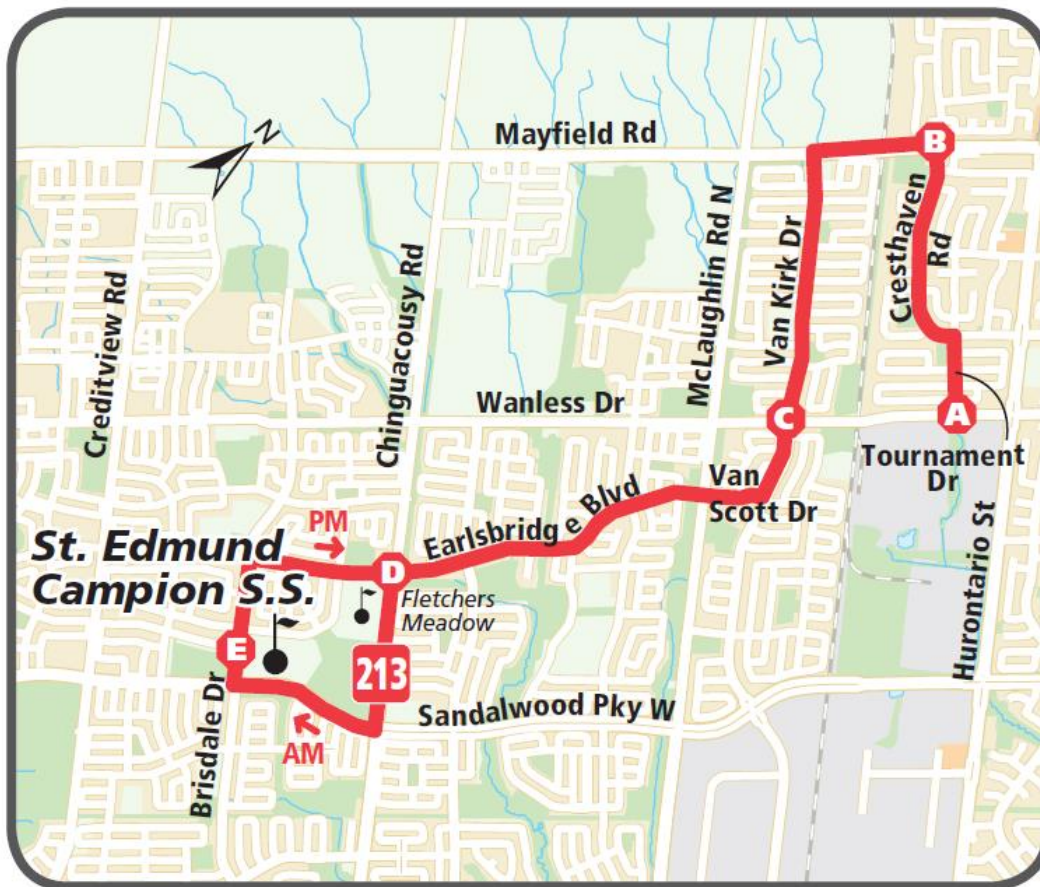 N
Mayfield Rd
B
Cresthaven
Rd
McLaughlin Rd N
Van Kirk Dr
Chinguacousy Rd
Creditview Rd
Wanless Dr
C
A
Tournament
Dr
Van
Scott Dr
Earlsbridge Blvd
PM
St. Edmund
Campion S.S.
D
Fletchers
Meadow
Hurontario St
E
213
Sandalwood Pky W
AM
Brisdale Dr